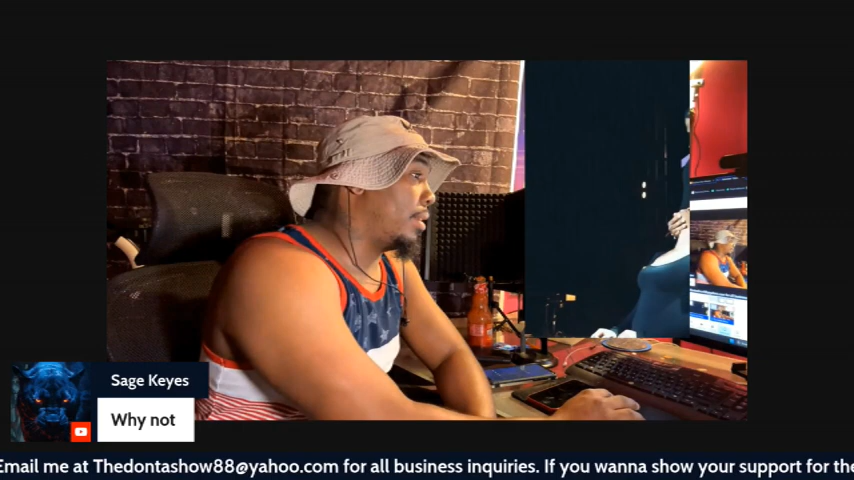 Sage Keyes
Why not
Email me at Thedontashow88@yahoo.com for all business inquiries. If you wanna show your support for the